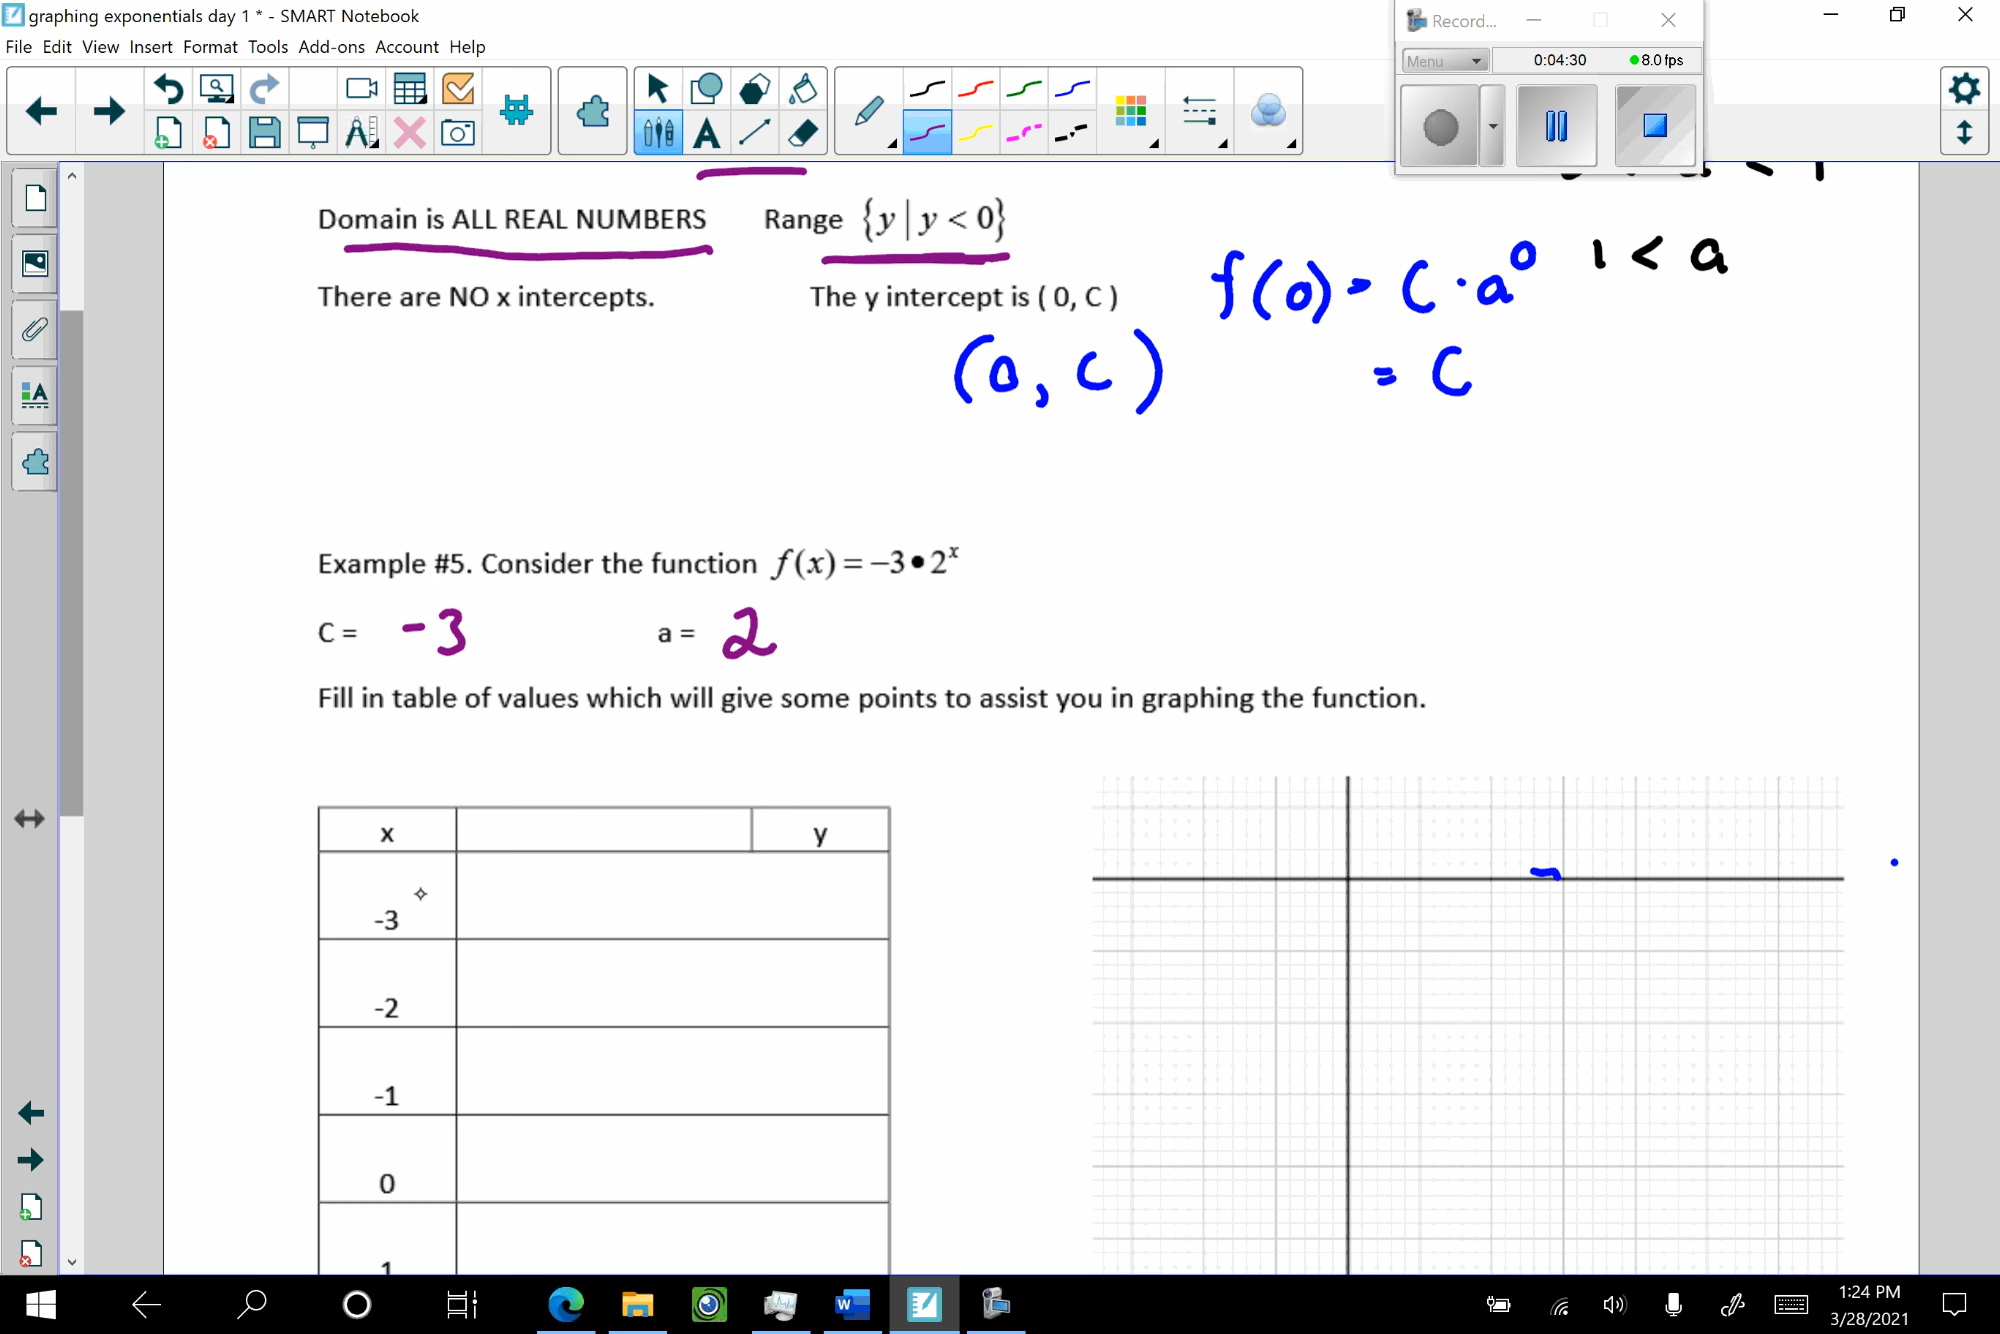 graphing exponentials day 1 * - SMART Notebook
Record...
File Edit View Insert Format Tools Add-ons Account Help
Menu
0:04:30
8.0 fps
Domain is ALL REAL NUMBERS Range {y | y < 0}
1 < a
There are NO x intercepts. The y intercept is ( 0, C )
f(0) = C · a^0
(0, C)
= C
Example #5. Consider the function f(x) = −3 • 2^x
C = -3 a = 2
Fill in table of values which will give some points to assist you in graphing the function.
x y
-3
-2
-1
0
1
1:24 PM
3/28/2021